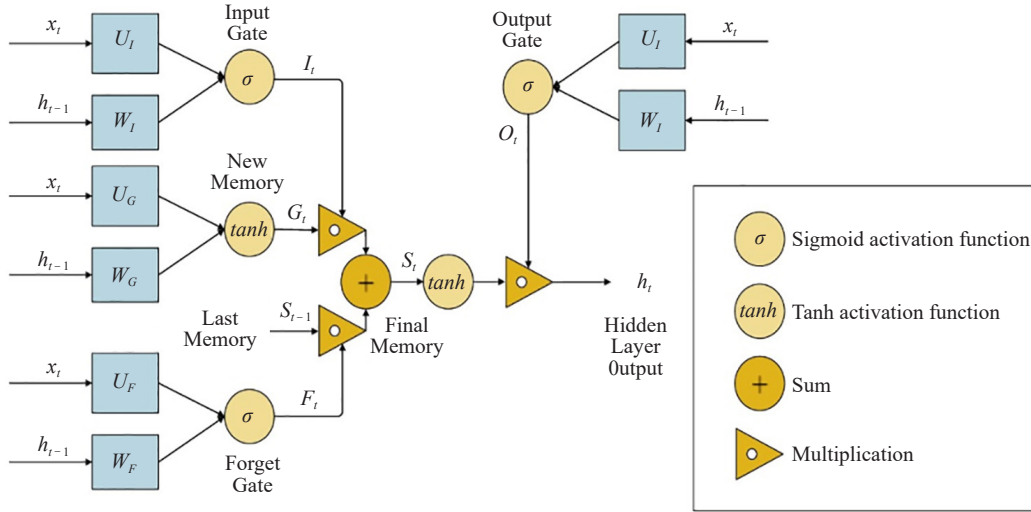 x_t
U_I
Input
Gate
σ
I_t
h_{t−1}
W_I
Output
Gate
σ
O_t
U_I
x_t
W_I
h_{t−1}
x_t
U_G
New
Memory
tanh
G_t
h_{t−1}
W_G
+
S_t
tanh
h_t
Last
Memory
S_{t−1}
Final
Memory
Hidden
Layer
0utput
x_t
U_F
σ
F_t
h_{t−1}
W_F
Forget
Gate
σ Sigmoid activation function
tanh Tanh activation function
+ Sum
Multiplication